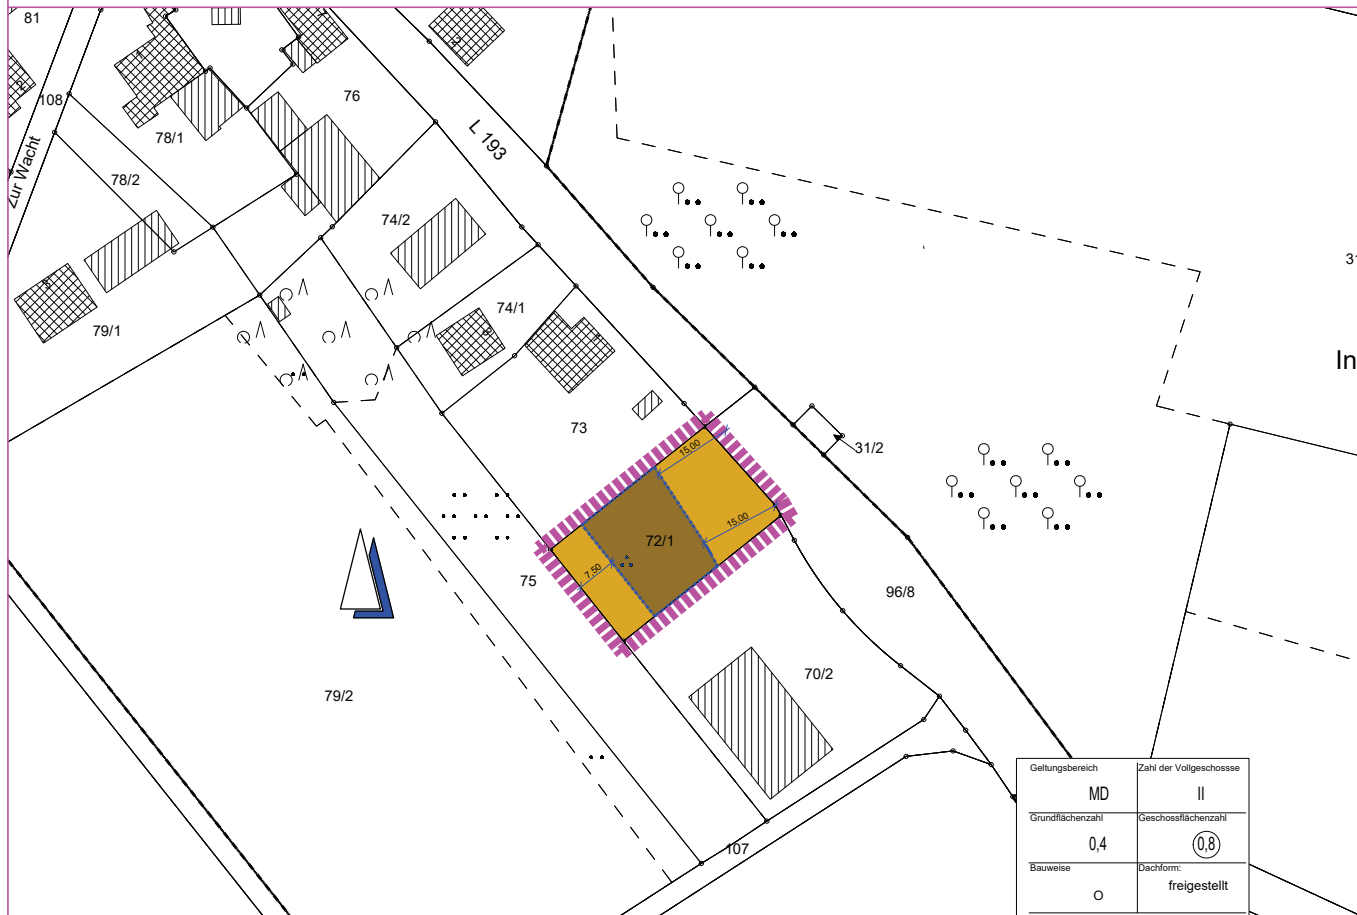 81
108
78/1
76
L 193
Zur Wacht
78/2
74/2
79/1
74/1
31
In
73
15,00
31/2
15,00
72/1
7,50
75
96/8
70/2
79/2
107
Geltungsbereich
MD
Zahl der Vollgeschossse
II
Grundflächenzahl
0,4
Geschossflächenzahl
0,8
Bauweise
O
Dachform:
freigestellt